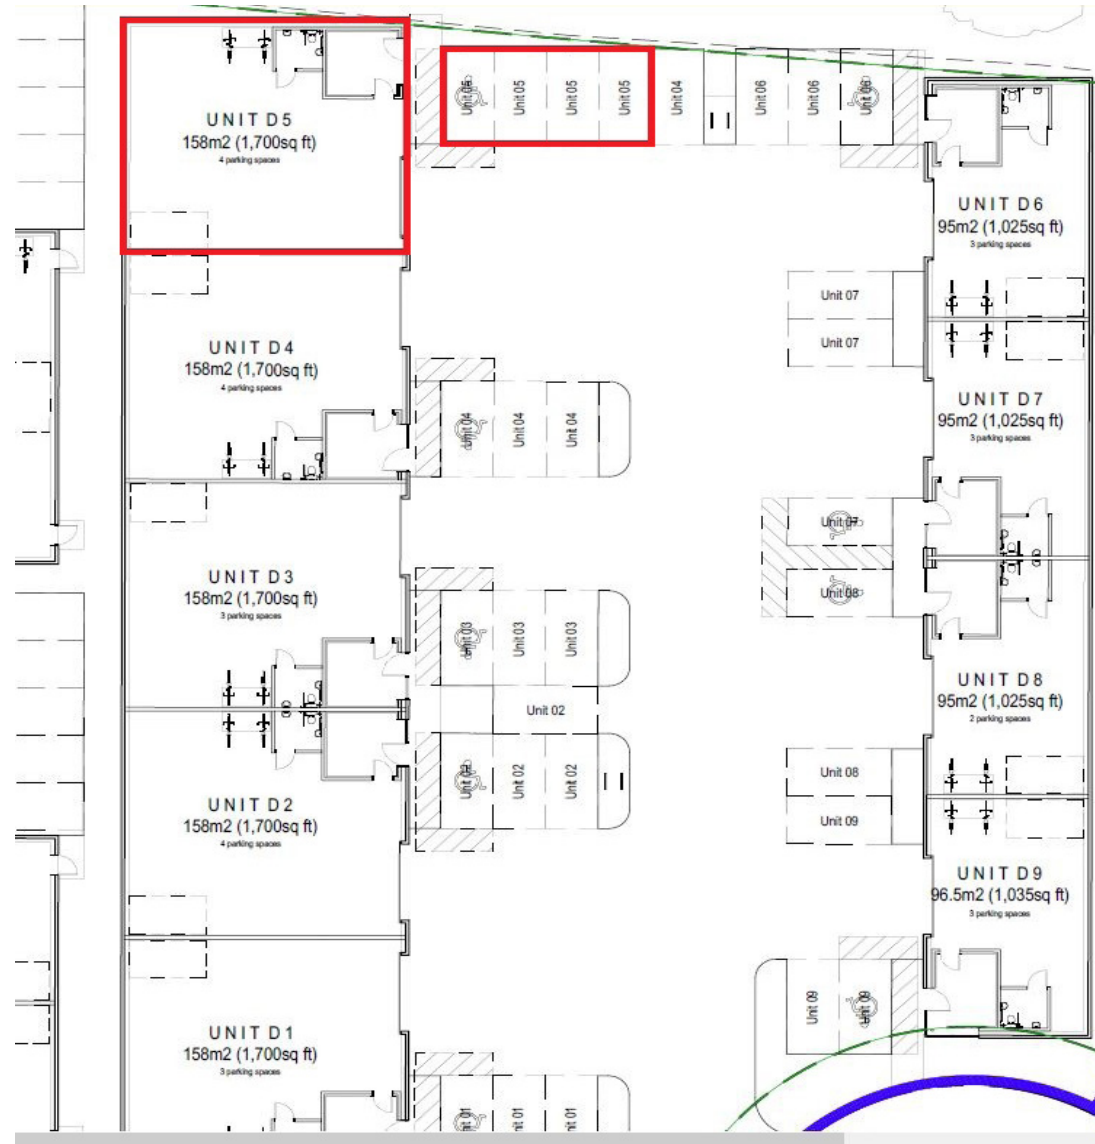 UNIT D5
158m2 (1,700sq ft)
4 parking spaces
Unit 05
Unit 05
Unit 05
Unit 05
Unit 04
Unit 06
Unit 06
Unit 06
UNIT D6
95m2 (1,025sq ft)
3 parking spaces
Unit 07
Unit 07
UNIT D4
158m2 (1,700sq ft)
4 parking spaces
Unit 04
Unit 04
Unit 04
UNIT D7
95m2 (1,025sq ft)
3 parking spaces
Unit 07
Unit 08
UNIT D3
158m2 (1,700sq ft)
3 parking spaces
Unit 03
Unit 03
Unit 03
UNIT D8
95m2 (1,025sq ft)
2 parking spaces
Unit 02
Unit 02
Unit 02
Unit 02
Unit 08
Unit 09
UNIT D2
158m2 (1,700sq ft)
4 parking spaces
UNIT D9
96.5m2 (1,035sq ft)
3 parking spaces
Unit 09
Unit 09
UNIT D1
158m2 (1,700sq ft)
3 parking spaces
Unit 01
Unit 01
Unit 01